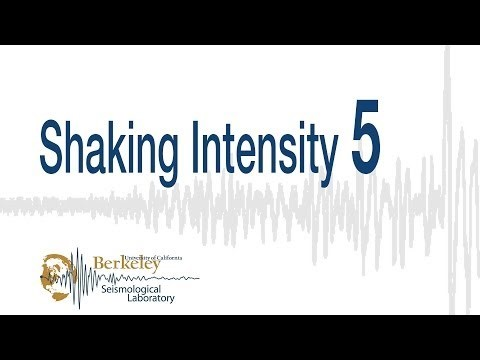 Shaking Intensity 5
University of California
Berkeley
Seismological
Laboratory